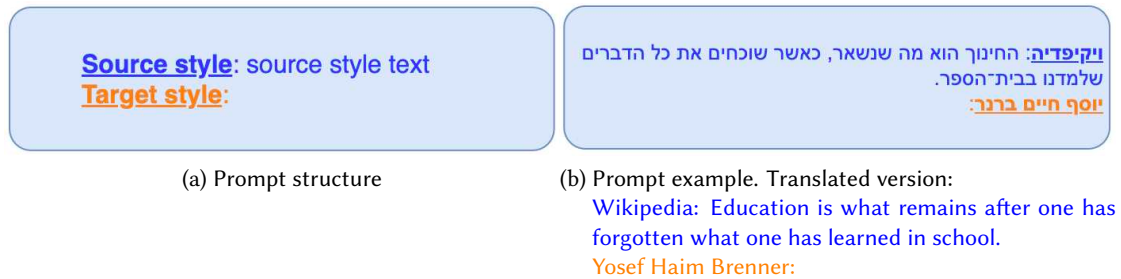 Source style: source style text
Target style:
(a) Prompt structure
ויקיפדיה: החינוך הוא מה שנשאר, כאשר שוכחים את כל הדברים
שלמדנו בבית־הספר.
יוסף חיים ברנר:
(b) Prompt example. Translated version:
Wikipedia: Education is what remains after one has
forgotten what one has learned in school.
Yosef Haim Brenner: